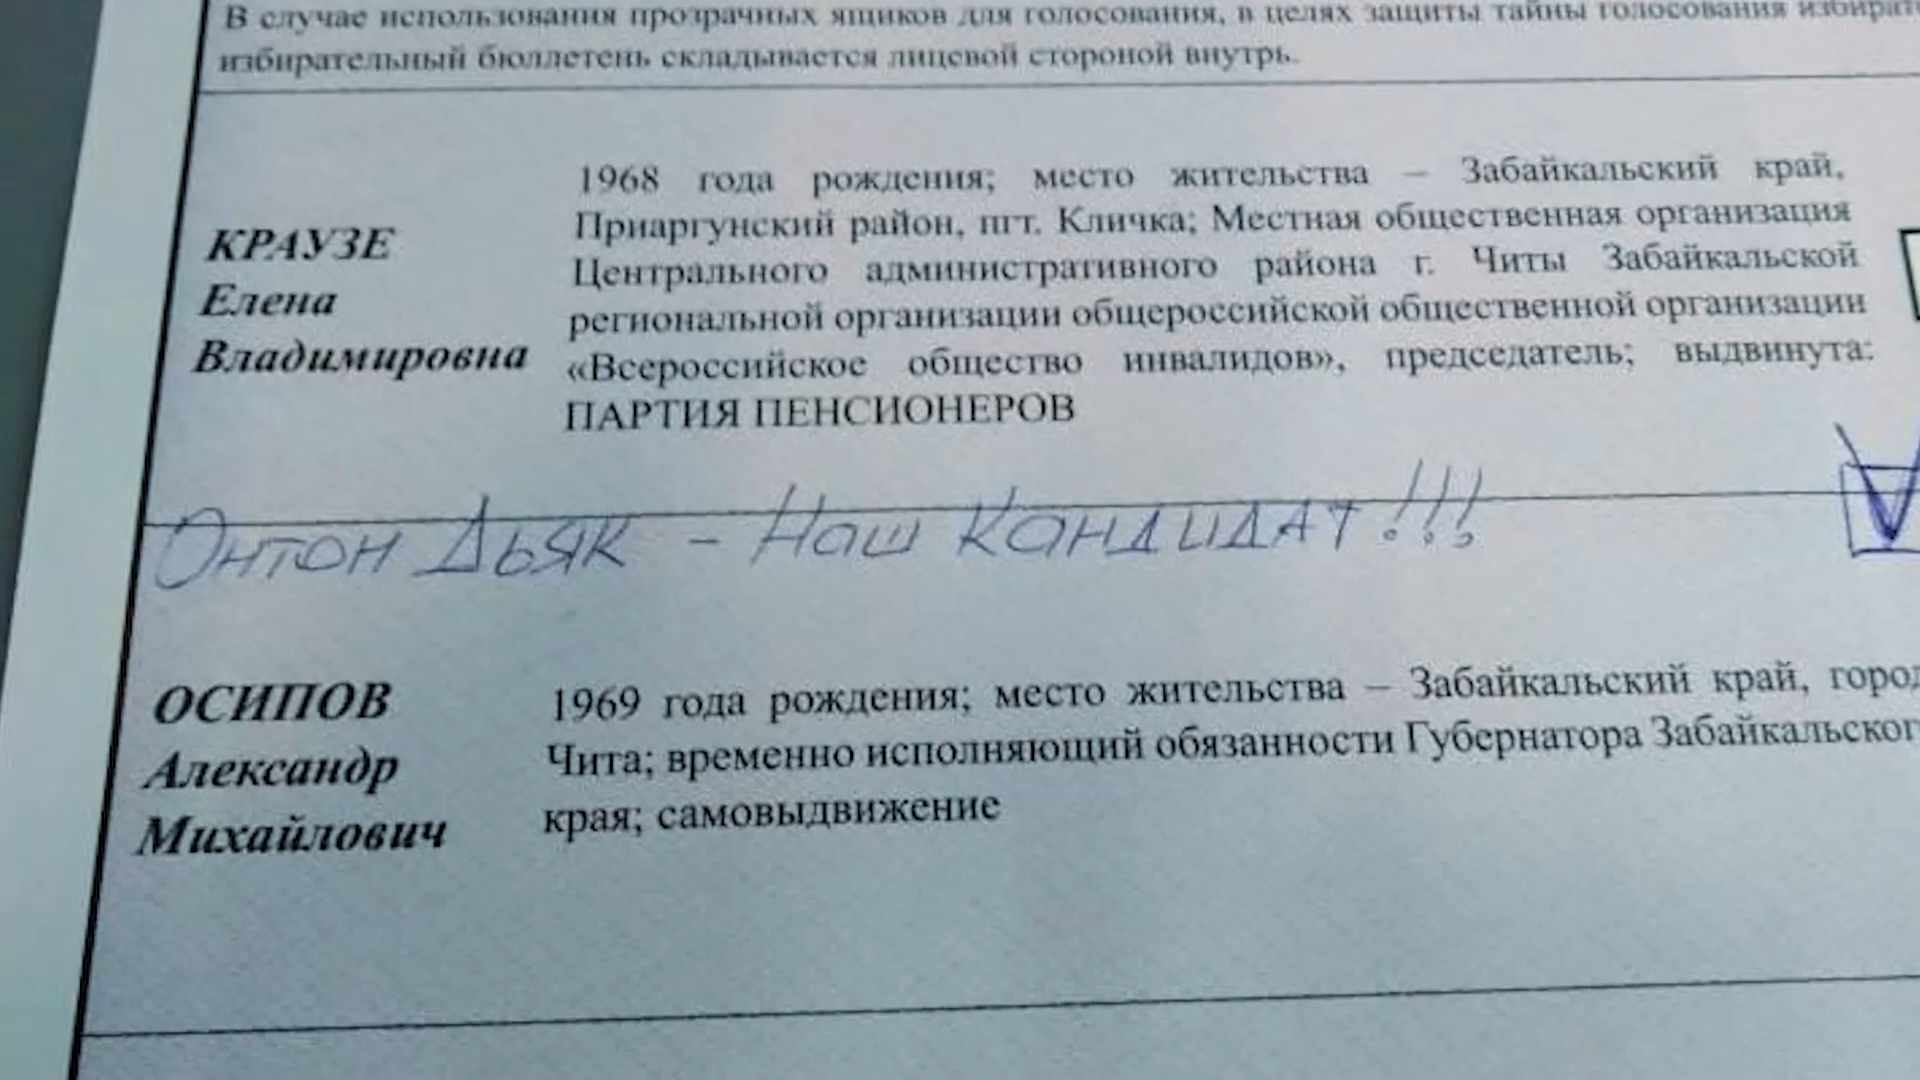 В случае использования прозрачных ящиков для голосования, в целях защиты тайны голосования
избирательный бюллетень складывается лицевой стороной внутрь.
КРАУЗЕ
Елена
Владимировна
1968 года рождения; место жительства – Забайкальский край,
Приаргунский район, пгт. Кличка; Местная общественная организация
Центрального административного района г. Читы Забайкальской
региональной организации общероссийской общественной организации
«Всероссийское общество инвалидов», председатель; выдвинута:
ПАРТИЯ ПЕНСИОНЕРОВ
Онтон Дьяк - Наш Кандидат!!!
ОСИПОВ
Александр
Михайлович
1969 года рождения; место жительства – Забайкальский край, город
Чита; временно исполняющий обязанности Губернатора Забайкальског
края; самовыдвижение